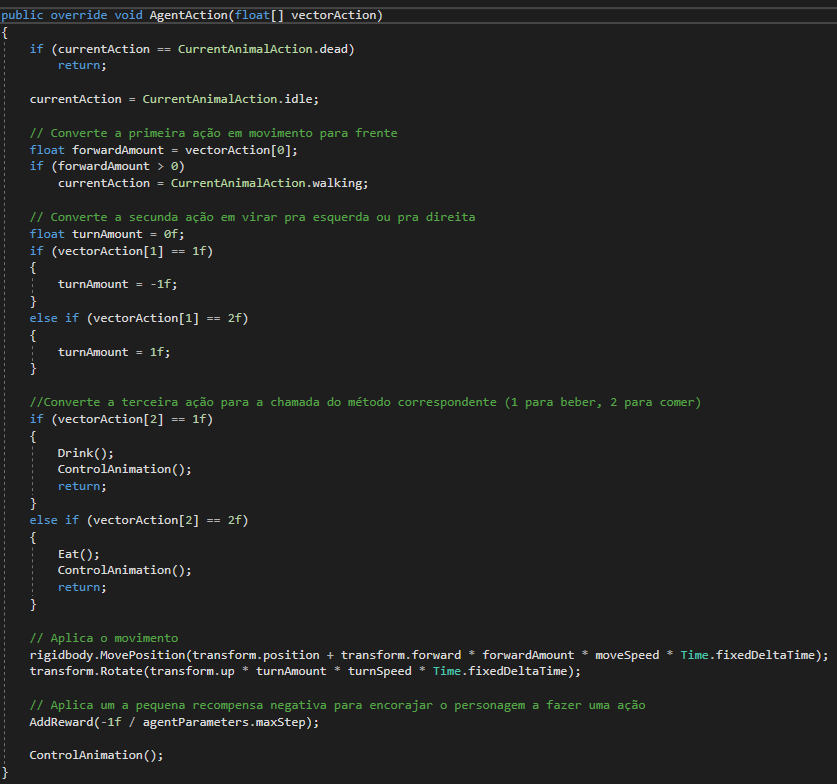 public override void AgentAction(float[] vectorAction)
{
if (currentAction == CurrentAnimalAction.dead)
return;
currentAction = CurrentAnimalAction.idle;
// Converte a primeira ação em movimento para frente
float forwardAmount = vectorAction[0];
if (forwardAmount > 0)
currentAction = CurrentAnimalAction.walking;
// Converte a secunda ação em virar pra esquerda ou pra direita
float turnAmount = 0f;
if (vectorAction[1] == 1f)
{
turnAmount = -1f;
}
else if (vectorAction[1] == 2f)
{
turnAmount = 1f;
}
//Converte a terceira ação para a chamada do método correspondente (1 para beber, 2 para comer)
if (vectorAction[2] == 1f)
{
Drink();
ControlAnimation();
return;
}
else if (vectorAction[2] == 2f)
{
Eat();
ControlAnimation();
return;
}
// Aplica o movimento
rigidbody.MovePosition(transform.position + transform.forward * forwardAmount * moveSpeed * Time.fixedDeltaTime);
transform.Rotate(transform.up * turnAmount * turnSpeed * Time.fixedDeltaTime);
// Aplica um a pequena recompensa negativa para encorajar o personagem a fazer uma ação
AddReward(-1f / agentParameters.maxStep);
ControlAnimation();
}